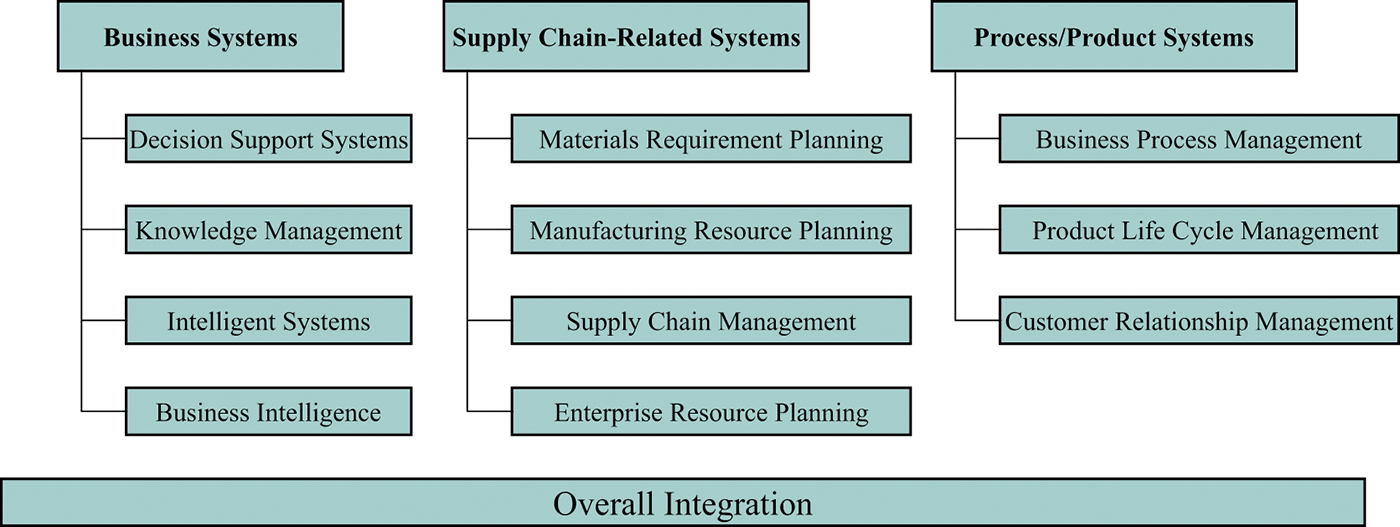 Business Systems
Decision Support Systems
Knowledge Management
Intelligent Systems
Business Intelligence
Supply Chain-Related Systems
Materials Requirement Planning
Manufacturing Resource Planning
Supply Chain Management
Enterprise Resource Planning
Process/Product Systems
Business Process Management
Product Life Cycle Management
Customer Relationship Management
Overall Integration